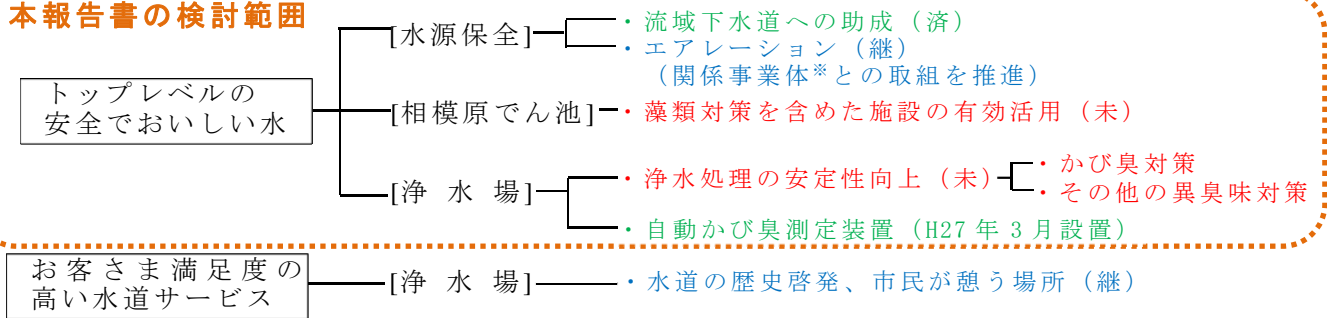 本報告書の検討範囲
[水源保全]
・流域下水道への助成（済）
・エアレーション（継）
（関係事業体※との取組を推進）
トップレベルの
安全でおいしい水
[相模原でん池]
・藻類対策を含めた施設の有効活用（未）
[浄 水 場]
・浄水処理の安定性向上（未）
・かび臭対策
・その他の異臭味対策
・自動かび臭測定装置（H27 年 3 月設置）
お客さま満足度の
高い水道サービス
[浄 水 場]
・水道の歴史啓発、市民が憩う場所（継）